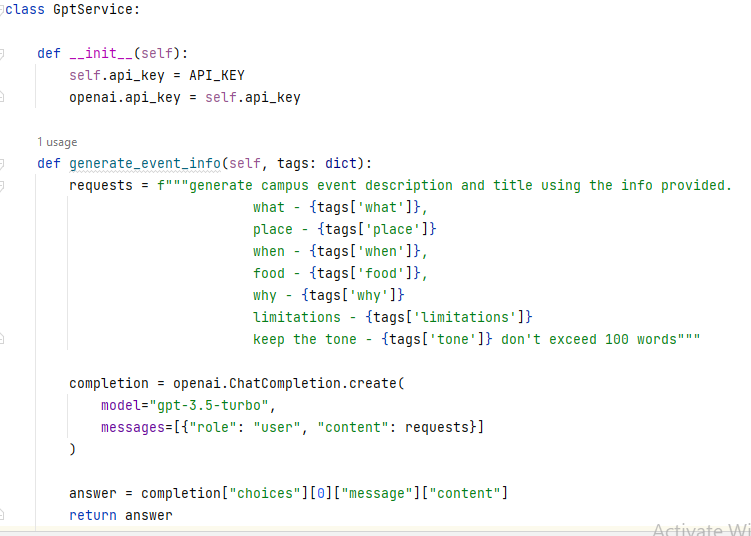 class GptService:
def __init__(self):
self.api_key = API_KEY
openai.api_key = self.api_key
1 usage
def generate_event_info(self, tags: dict):
requests = f"""generate campus event description and title using the info provided.
what - {tags['what']},
place - {tags['place']}
when - {tags['when']},
food - {tags['food']},
why - {tags['why']}
limitations - {tags['limitations']}
keep the tone - {tags['tone']} don't exceed 100 words"""
completion = openai.ChatCompletion.create(
model="gpt-3.5-turbo",
messages=[{"role": "user", "content": requests}]
)
answer = completion["choices"][0]["message"]["content"]
return answer
Activate Wi